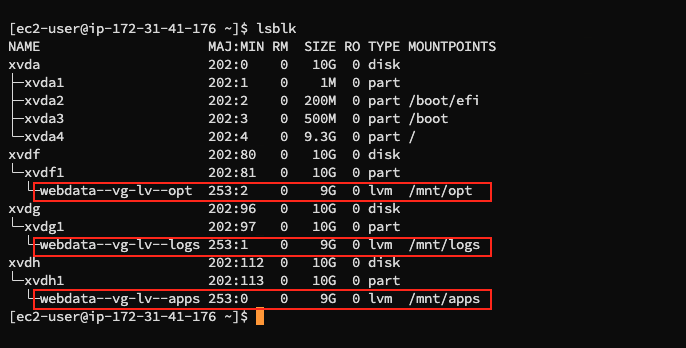 [ec2-user@ip-172-31-41-176 ~]$ lsblk
NAME                      MAJ:MIN RM  SIZE RO TYPE MOUNTPOINTS
xvda                      202:0    0   10G  0 disk
├─xvda1                   202:1    0    1M  0 part
├─xvda2                   202:2    0  200M  0 part /boot/efi
├─xvda3                   202:3    0  500M  0 part /boot
└─xvda4                   202:4    0  9.3G  0 part /
xvdf                      202:80   0   10G  0 disk
└─xvdf1                   202:81   0   10G  0 part
  └─webdata--vg-lv--opt   253:2    0    9G  0 lvm  /mnt/opt
xvdg                      202:96   0   10G  0 disk
└─xvdg1                   202:97   0   10G  0 part
  └─webdata--vg-lv--logs  253:1    0    9G  0 lvm  /mnt/logs
xvdh                      202:112  0   10G  0 disk
└─xvdh1                   202:113  0   10G  0 part
  └─webdata--vg-lv--apps  253:0    0    9G  0 lvm  /mnt/apps
[ec2-user@ip-172-31-41-176 ~]$